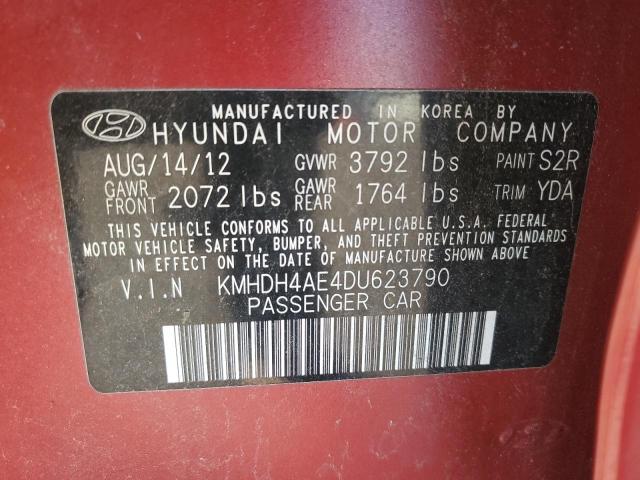 MANUFACTURED IN KOREA BY
HYUNDAI MOTOR COMPANY
AUG/14/12 GVWR 3792 lbs PAINT S2R
GAWR FRONT 2072 lbs GAWR REAR 1764 lbs TRIM YDA
THIS VEHICLE CONFORMS TO ALL APPLICABLE U.S.A. FEDERAL
MOTOR VEHICLE SAFETY, BUMPER, AND THEFT PREVENTION STANDARDS
IN EFFECT ON THE DATE OF MANUFACTURE SHOWN ABOVE
V.I.N KMHDH4AE4DU623790
PASSENGER CAR